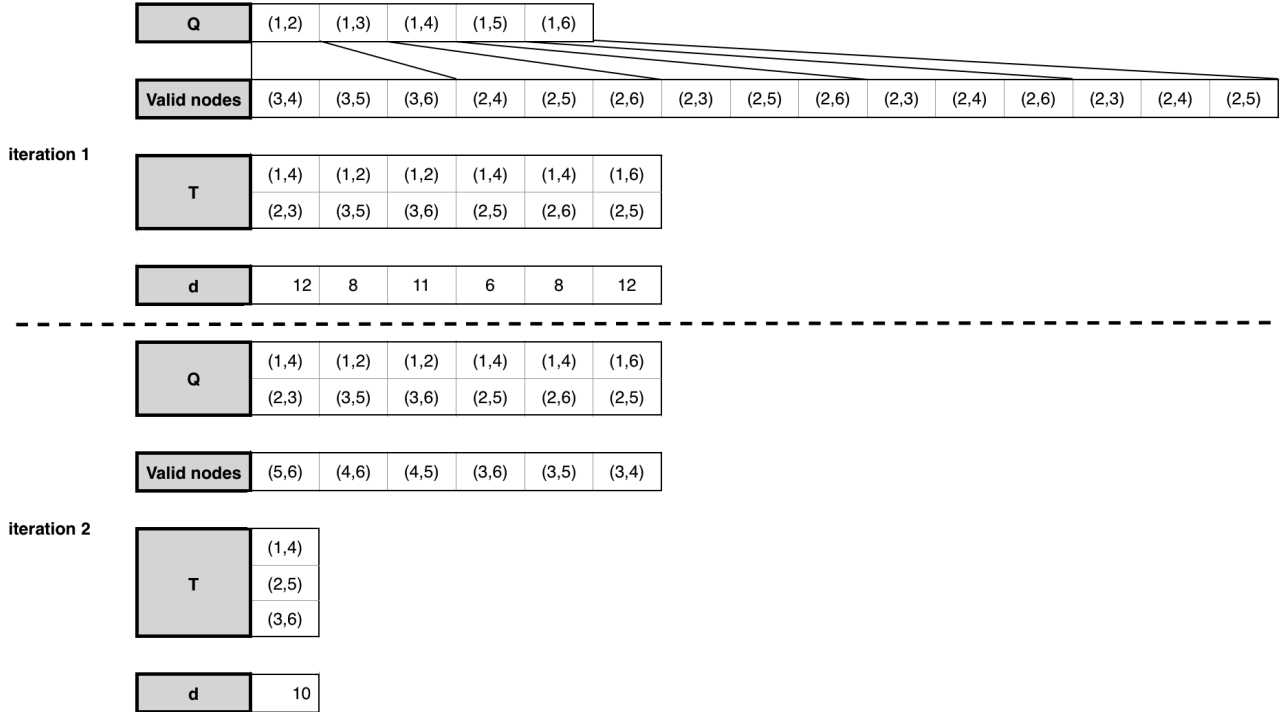 Q (1,2) (1,3) (1,4) (1,5) (1,6)
Valid nodes (3,4) (3,5) (3,6) (2,4) (2,5) (2,6) (2,3) (2,5) (2,6) (2,3) (2,4) (2,6) (2,3) (2,4) (2,5)
iteration 1
(1,4) (1,2) (1,2) (1,4) (1,4) (1,6)
T
(2,3) (3,5) (3,6) (2,5) (2,6) (2,5)
d 12 8 11 6 8 12
(1,4) (1,2) (1,2) (1,4) (1,4) (1,6)
Q
(2,3) (3,5) (3,6) (2,5) (2,6) (2,5)
Valid nodes (5,6) (4,6) (4,5) (3,6) (3,5) (3,4)
iteration 2
(1,4)
T (2,5)
(3,6)
d 10